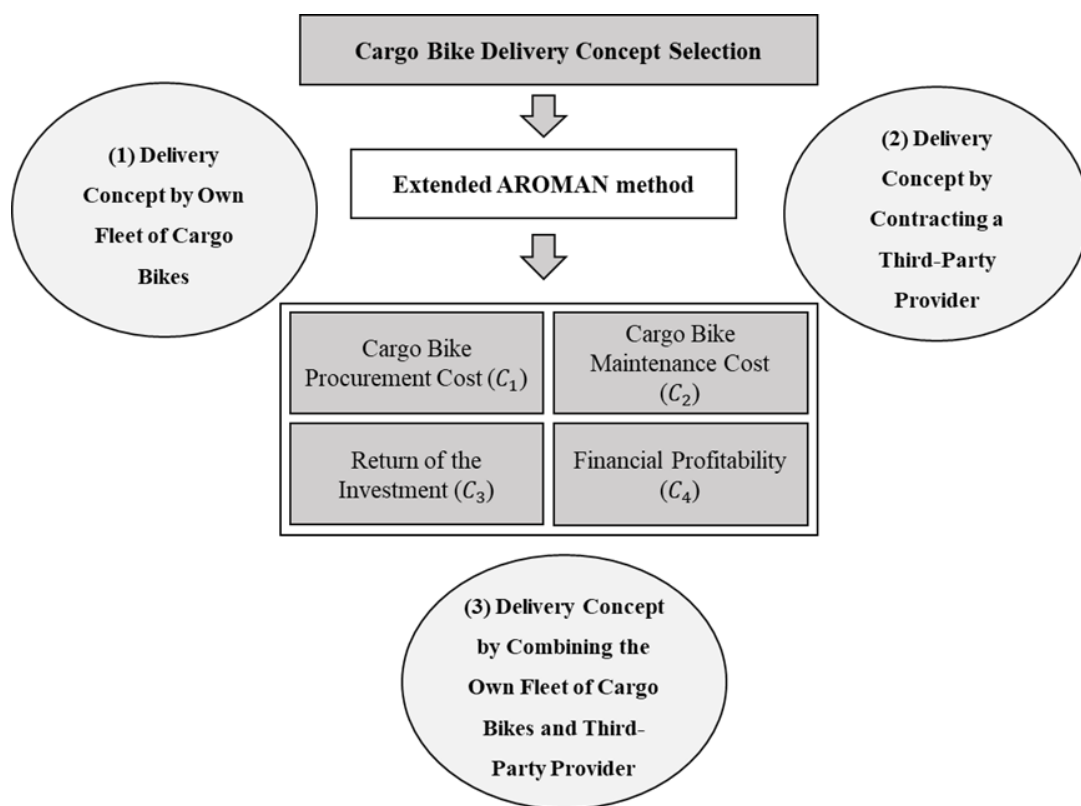 Cargo Bike Delivery Concept Selection
(1) Delivery
Concept by Own
Fleet of Cargo
Bikes
Extended AROMAN method
(2) Delivery
Concept by
Contracting a
Third-Party
Provider
Cargo Bike
Procurement Cost (C₁)
Cargo Bike
Maintenance Cost
(C₂)
Return of the
Investment (C₃)
Financial Profitability
(C₄)
(3) Delivery Concept
by Combining the
Own Fleet of Cargo
Bikes and Third-
Party Provider